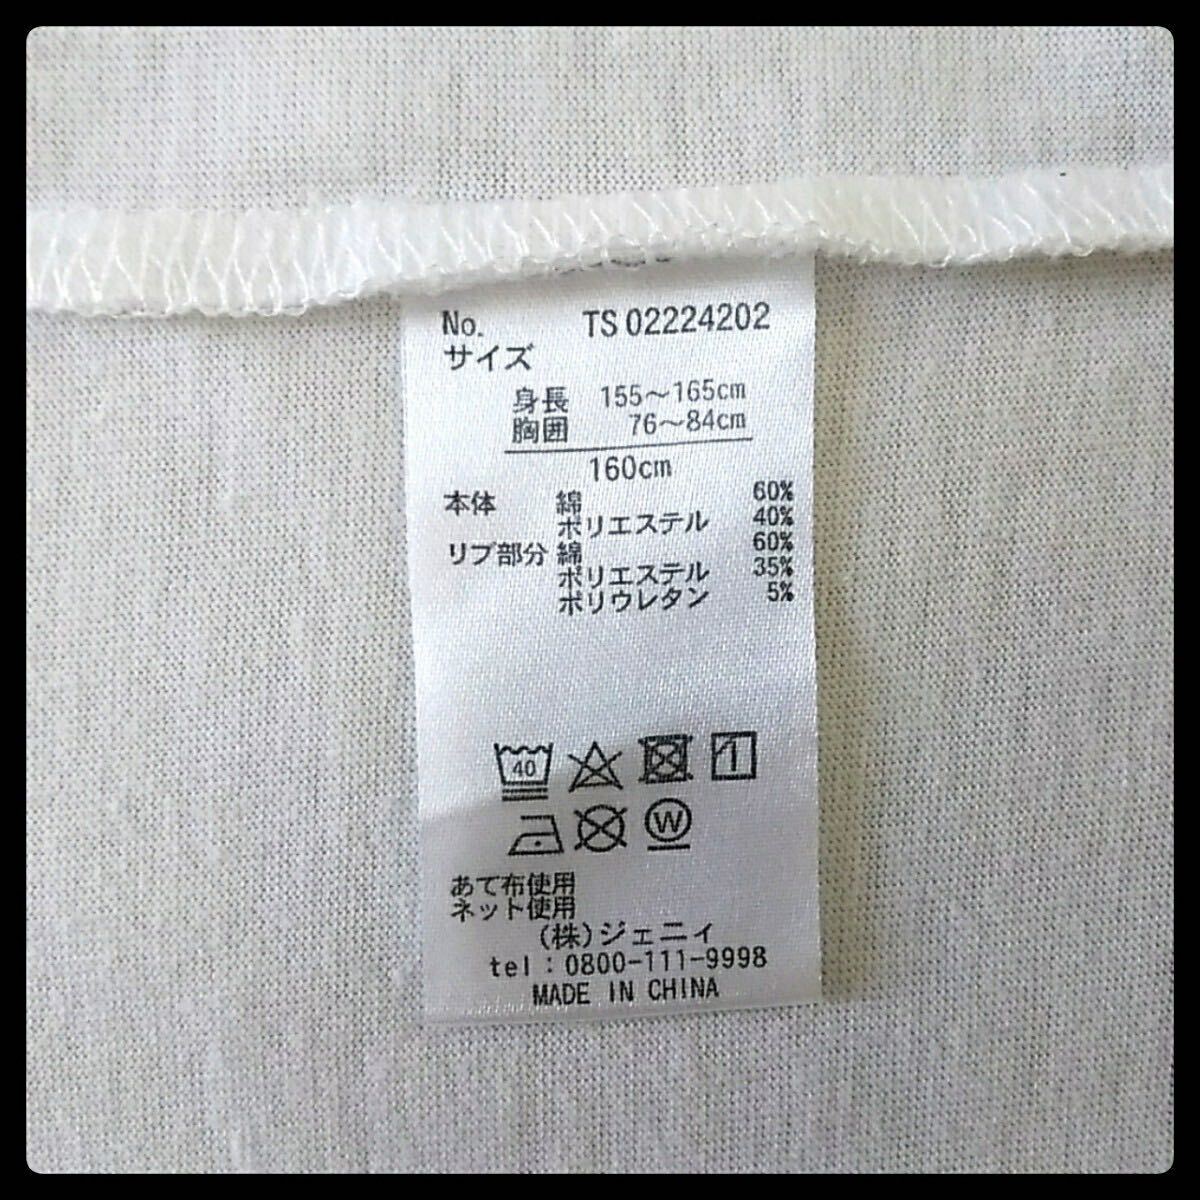 No. TS 02224202
サイズ
身長 155～165cm
胸囲 76～84cm
160cm
本体 綿 60%
ポリエステル 40%
リブ部分 綿 60%
ポリエステル 35%
ポリウレタン 5%
40 1
W
あて布使用
ネット使用
(株)ジェニィ
tel：0800-111-9998
MADE IN CHINA